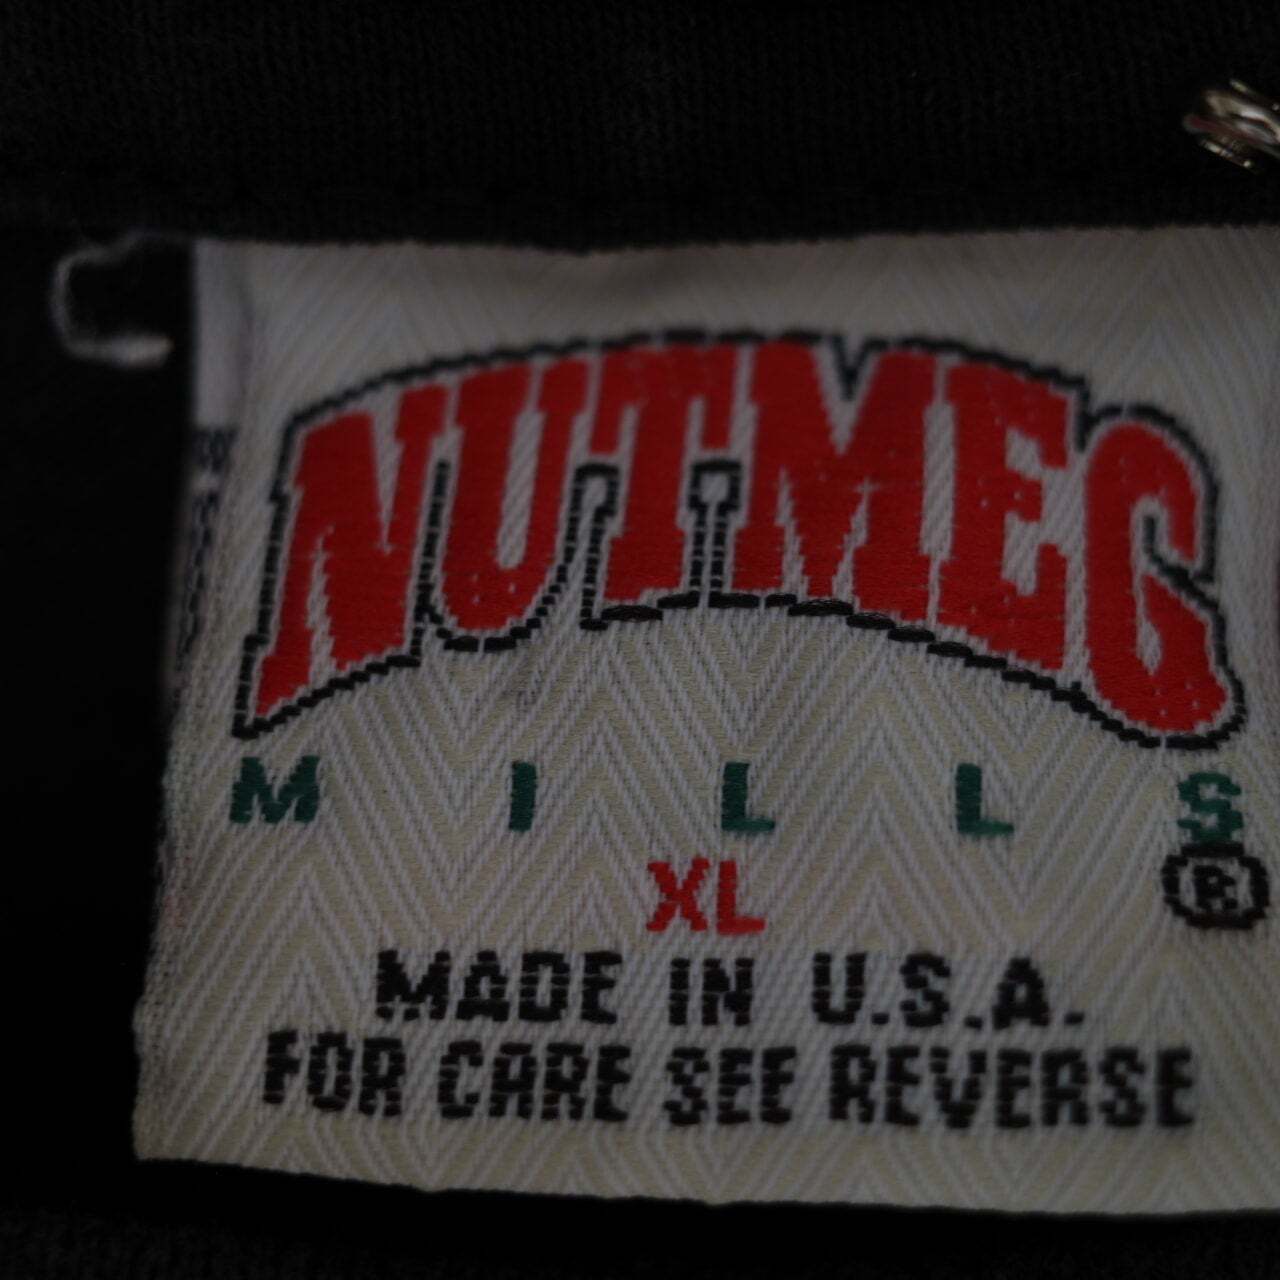 NUTMEG
MILLS
®
XL
MADE IN U.S.A.
FOR CARE SEE REVERSE